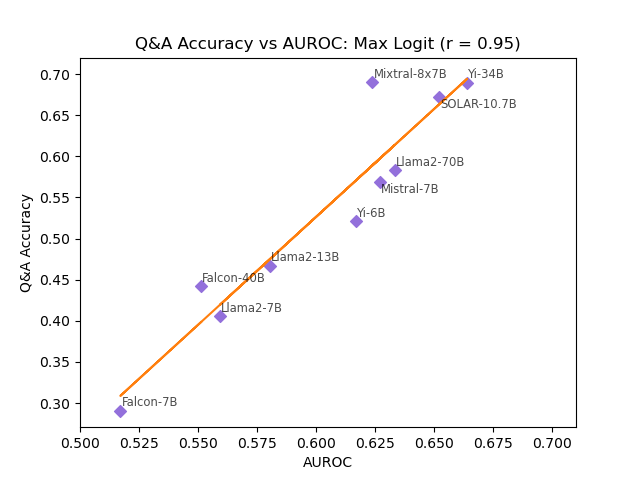 Q&A Accuracy vs AUROC: Max Logit (r = 0.95)
Q&A Accuracy
0.70
0.65
0.60
0.55
0.50
0.45
0.40
0.35
0.30
Mixtral-8x7B
Yi-34B
SOLAR-10.7B
Llama2-70B
Mistral-7B
Yi-6B
Llama2-13B
Falcon-40B
Llama2-7B
Falcon-7B
0.500
0.525
0.550
0.575
0.600
0.625
0.650
0.675
0.700
AUROC